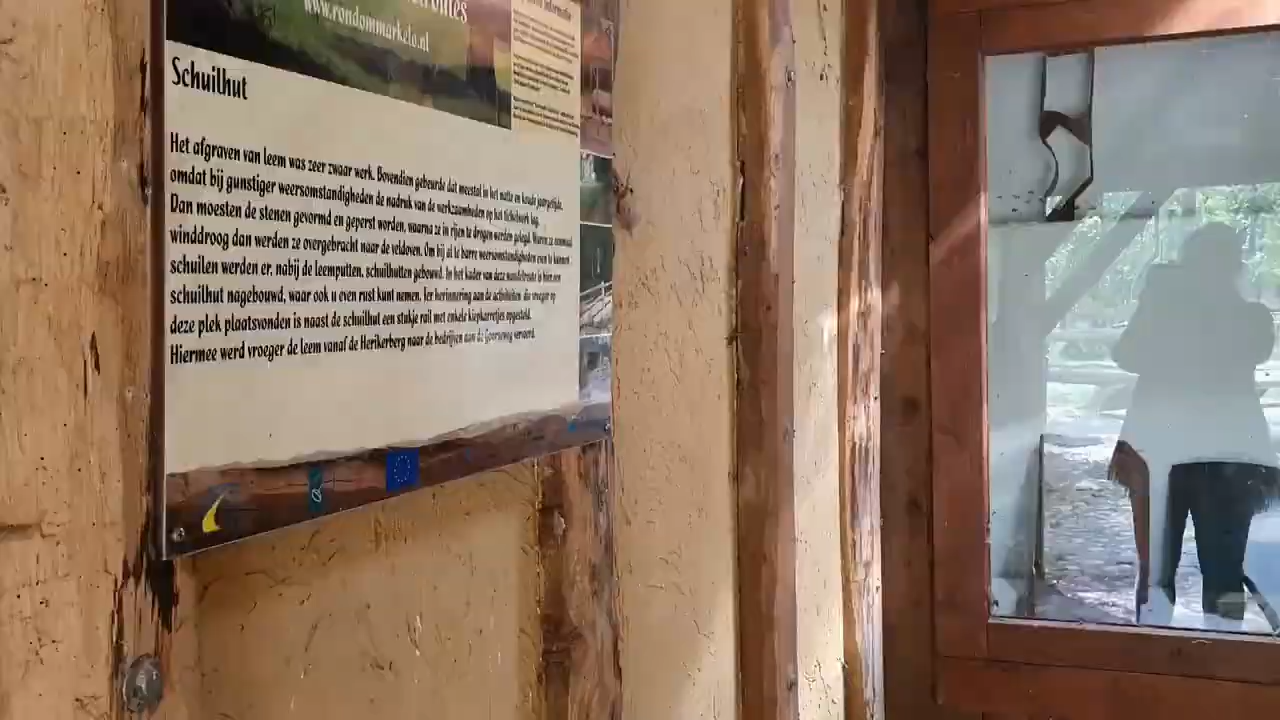 www.rondommarkelo.nl
Informatie
Schuilhut
Het afgraven van leem was zeer zwaar werk. Bovendien gebeurde dat meestal in het natte en koude jaargetijde,
omdat bij gunstiger weersomstandigheden de nadruk van de werkzaamheden op het tichelwerk lag.
Dan moesten de stenen gevormd en geperst worden, waarna ze in rijen te drogen werden gelegd. Waren ze eenmaal
winddroog dan werden ze overgebracht naar de veldoven. Om bij al te barre weersomstandigheden even te kunnen
schuilen werden er, nabij de leemputten, schuilhutten gebouwd. In het kader van deze wandelroute is hier een
schuilhut nagebouwd, waar ook u even rust kunt nemen. Ter herinnering aan de activiteiten die vroeger op
deze plek plaatsvonden is naast de schuilhut een stukje rail met enkele kiepkarretjes opgesteld.
Hiermee werd vroeger de leem vanaf de Herikerberg naar de bedrijven aan de Goorseweg vervoerd.